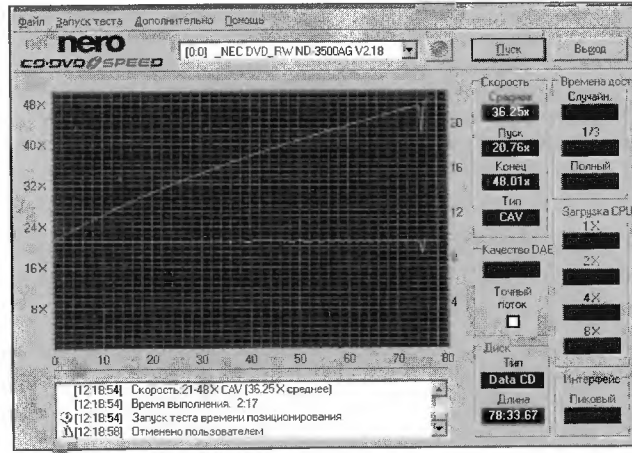 Файл Запуск теста Дополнительно Помощь
nero
CD·DVD SPEED
[0:0] _NEC DVD_RW ND-3500AG V2.18
Пуск
Выход
Скорость
Среднее
36.25x
Пуск
20.76x
Конец
48.01x
Тип
CAV
Времена дост
Случайн.
1/3
Полный
Качество DAE
Точный
поток
Загрузка CPU
1X
2X
4X
8X
Диск
Тип
Data CD
Длина
78:33.67
Интерфейс
Пиковый
48X
40X
32X
24X
16X
8X
20
16
12
8
4
0 10 20 30 40 50 60 70 80
[12:18:54] Скорость:21-48 X CAV [36.25 X среднее]
[12:18:54] Время выполнения. 2:17
[12:18:54] Запуск теста времени позиционирования
[12:18:58] Отменено пользователем